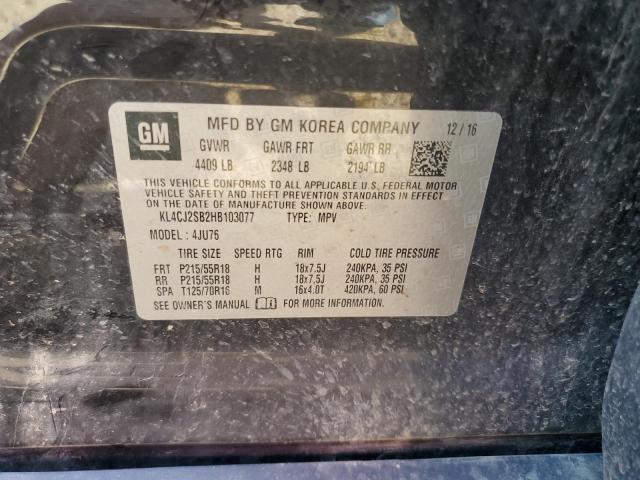 GM
MFD BY GM KOREA COMPANY 12/16
GVWR GAWR FRT GAWR RR
4409 LB 2348 LB 2194 LB
THIS VEHICLE CONFORMS TO ALL APPLICABLE U.S. FEDERAL MOTOR
VEHICLE SAFETY AND THEFT PREVENTION STANDARDS IN EFFECT
ON THE DATE OF MANUFACTURE SHOWN ABOVE.
KL4CJ2SB2HB103077 TYPE: MPV
MODEL: 4JU76
TIRE SIZE SPEED RTG RIM COLD TIRE PRESSURE
FRT P215/55R18 H 18x7.5J 240KPA, 35 PSI
RR P215/55R18 H 18x7.5J 240KPA, 35 PSI
SPA T125/70R16 M 16x4.0T 420KPA, 60 PSI
SEE OWNER'S MANUAL FOR MORE INFORMATION.